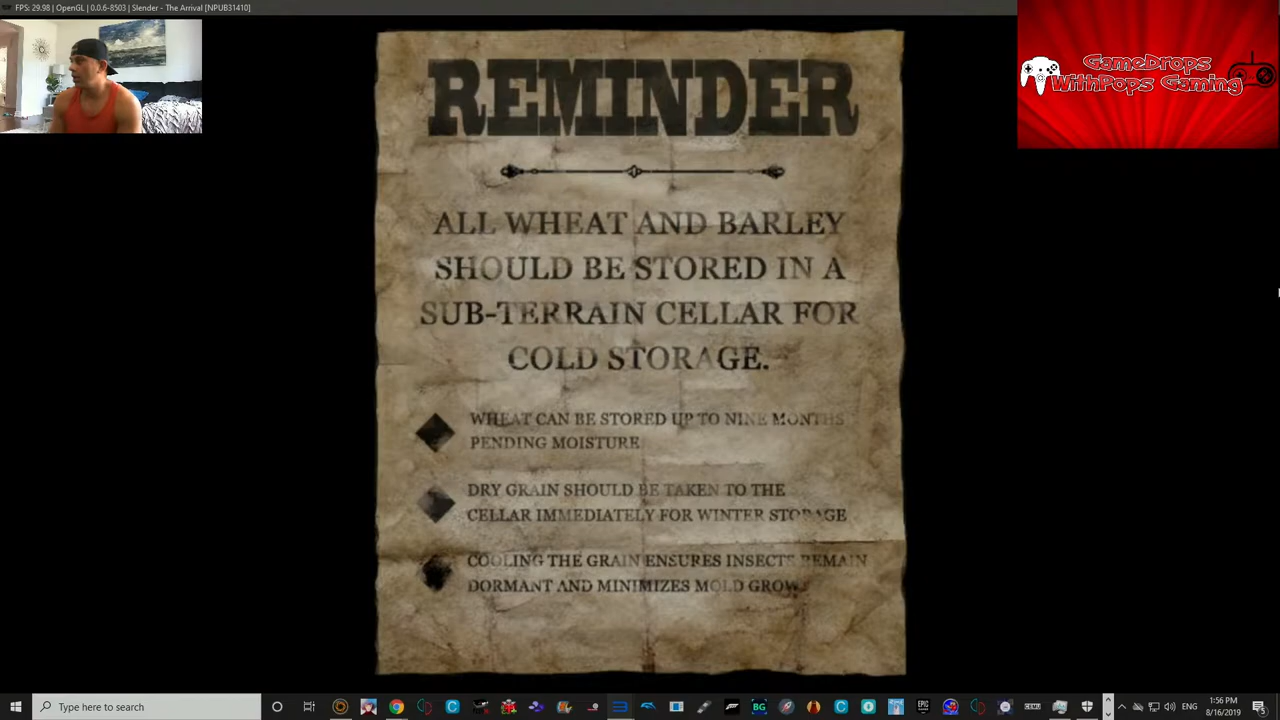 FPS: 29.98 | OpenGL | 0.0.6-8503 | Slender - The Arrival [NPUB31410]
GameDrops
WithPops Gaming
REMINDER
ALL WHEAT AND BARLEY
SHOULD BE STORED IN A
SUB-TERRAIN CELLAR FOR
COLD STORAGE.
WHEAT CAN BE STORED UP TO NINE MONTHS
PENDING MOISTURE
DRY GRAIN SHOULD BE TAKEN TO THE
CELLAR IMMEDIATELY FOR WINTER STORAGE
COOLING THE GRAIN ENSURES INSECTS REMAIN
DORMANT AND MINIMIZES MOLD
Type here to search
BG
EPIC
ENG
1:56 PM
8/16/2019